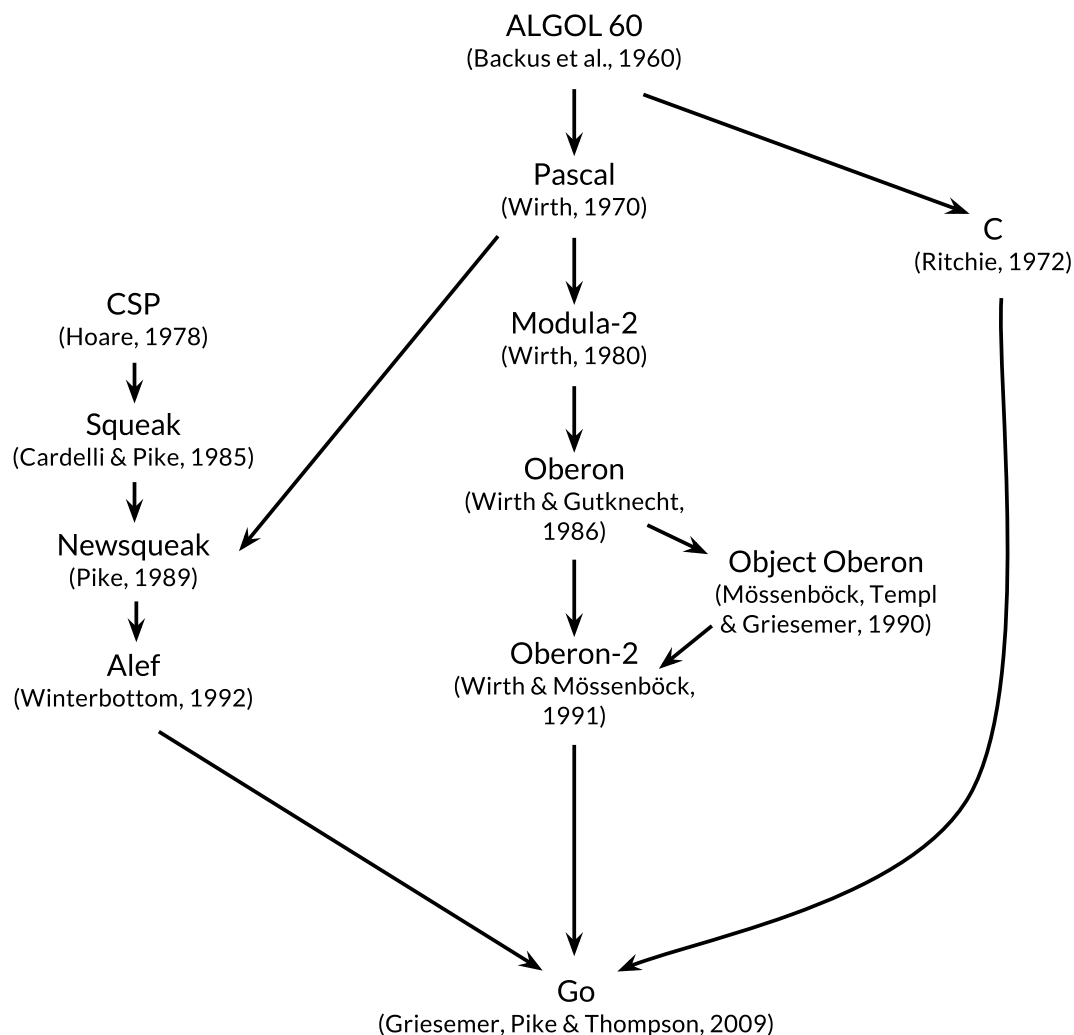 ALGOL 60
(Backus et al., 1960)
Pascal
(Wirth, 1970)
C
(Ritchie, 1972)
CSP
(Hoare, 1978)
Modula-2
(Wirth, 1980)
Squeak
(Cardelli & Pike, 1985)
Oberon
(Wirth & Gutknecht,
1986)
Newsqueak
(Pike, 1989)
Object Oberon
(Mössenböck, Templ
& Griesemer, 1990)
Oberon-2
(Wirth & Mössenböck,
1991)
Alef
(Winterbottom, 1992)
Go
(Griesemer, Pike & Thompson, 2009)